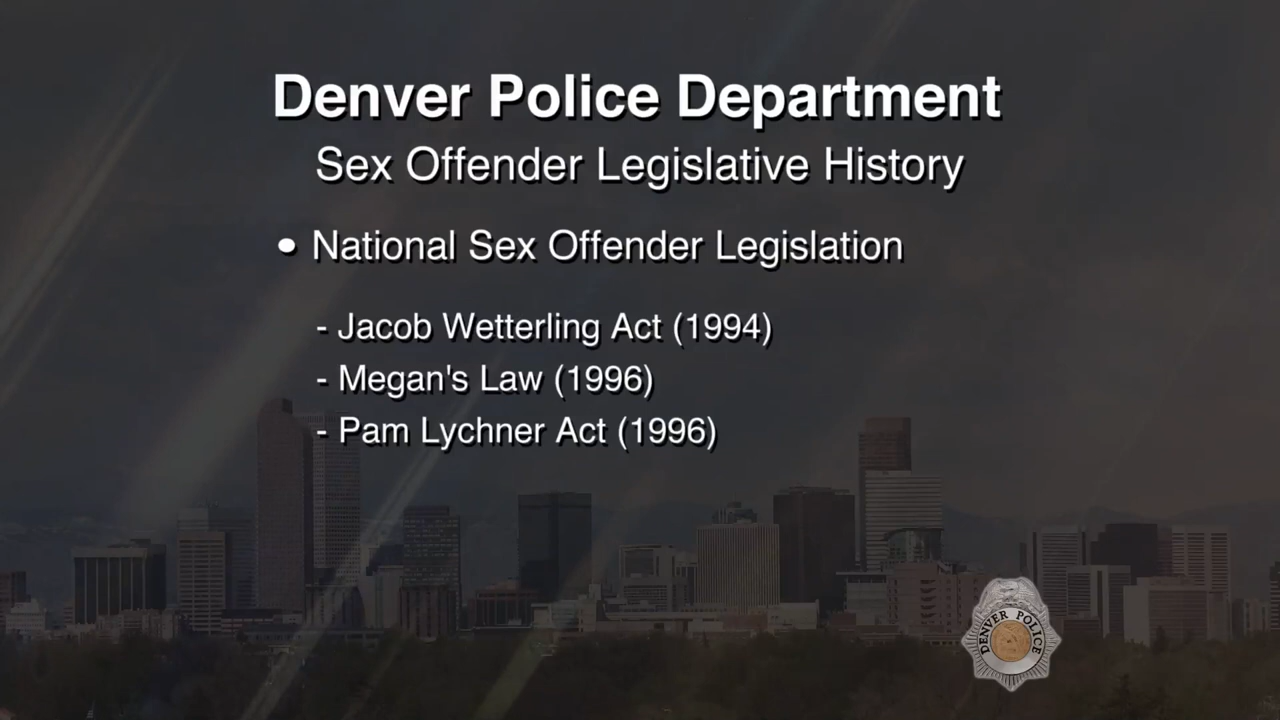 Denver Police Department
Sex Offender Legislative History
• National Sex Offender Legislation
- Jacob Wetterling Act (1994)
- Megan's Law (1996)
- Pam Lychner Act (1996)
DENVER POLICE